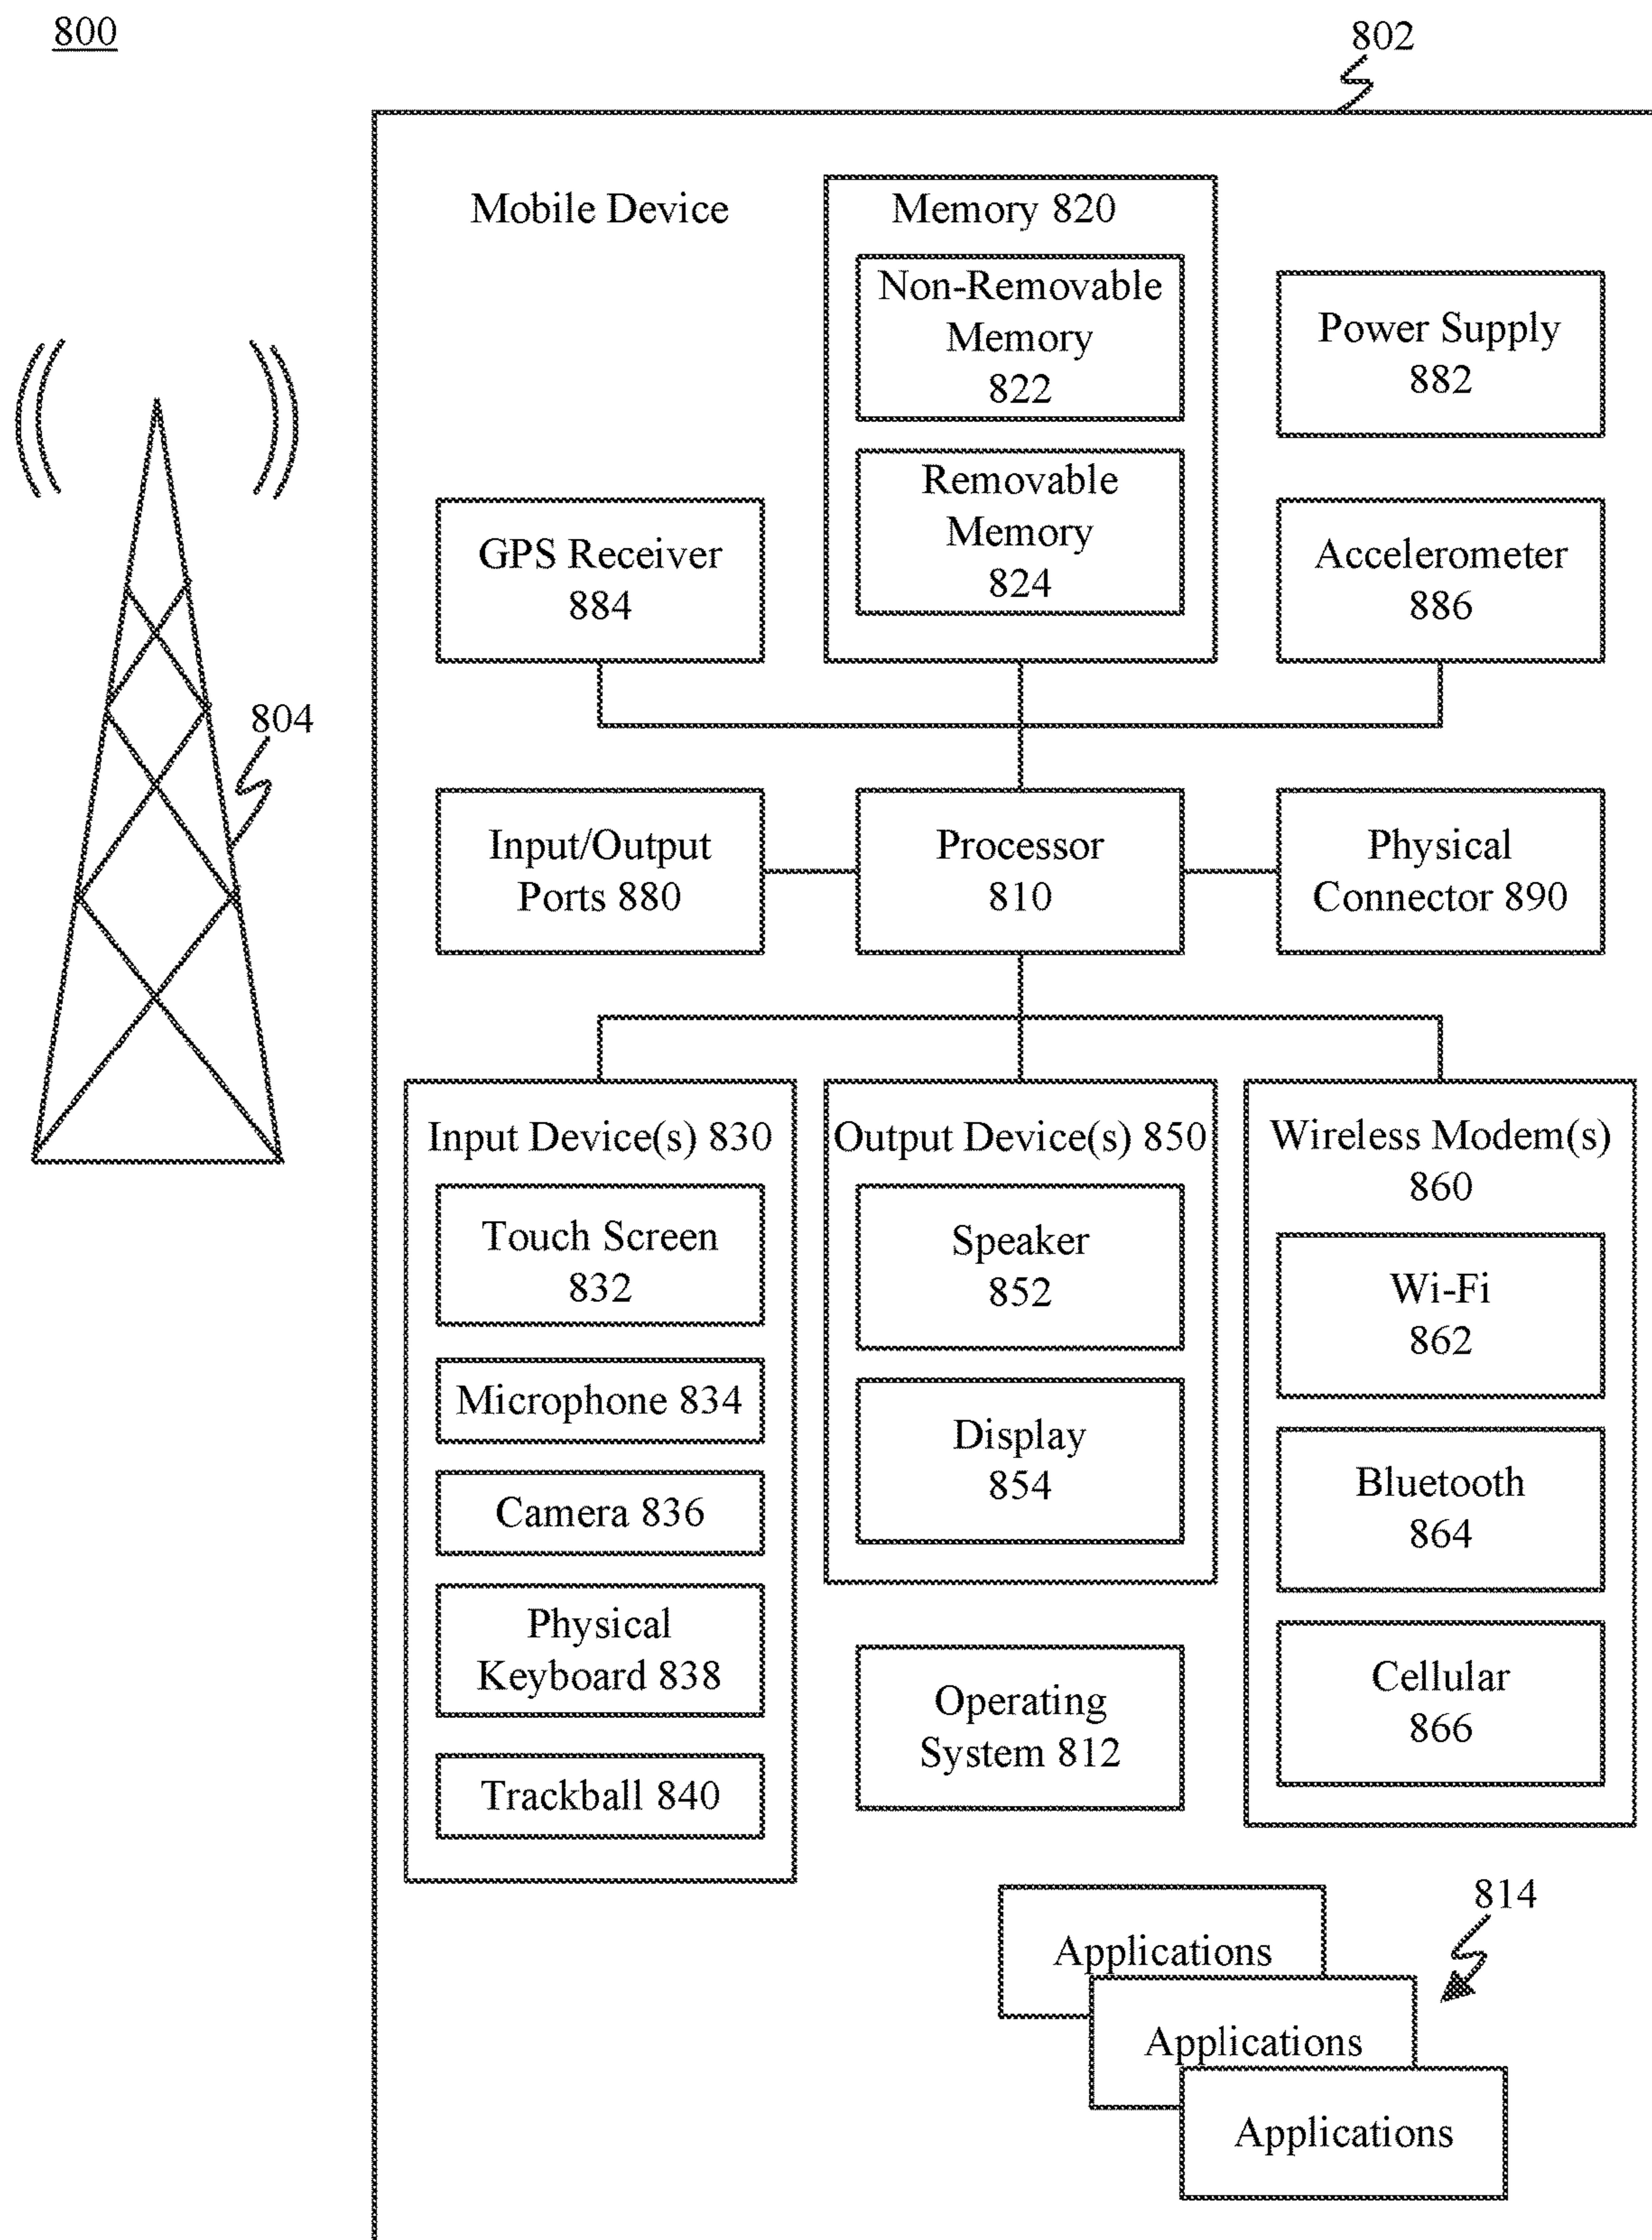 800
802
Mobile Device
Memory 820
Non-Removable
Memory
822
Removable
Memory
824
Power Supply
882
GPS Receiver
884
Accelerometer
886
804
Input/Output
Ports 880
Processor
810
Physical
Connector 890
Input Device(s) 830
Touch Screen
832
Microphone 834
Camera 836
Physical
Keyboard 838
Trackball 840
Output Device(s) 850
Speaker
852
Display
854
Operating
System 812
Wireless Modem(s)
860
Wi-Fi
862
Bluetooth
864
Cellular
866
814
Applications
Applications
Applications